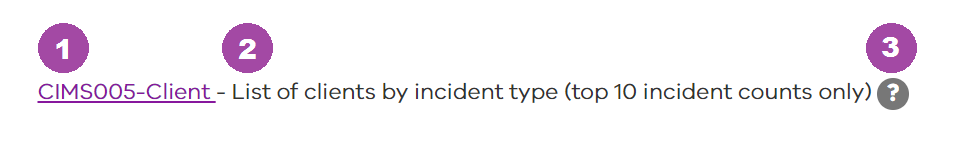 1 2 3
CIMS005-Client - List of clients by incident type (top 10 incident counts only) ?